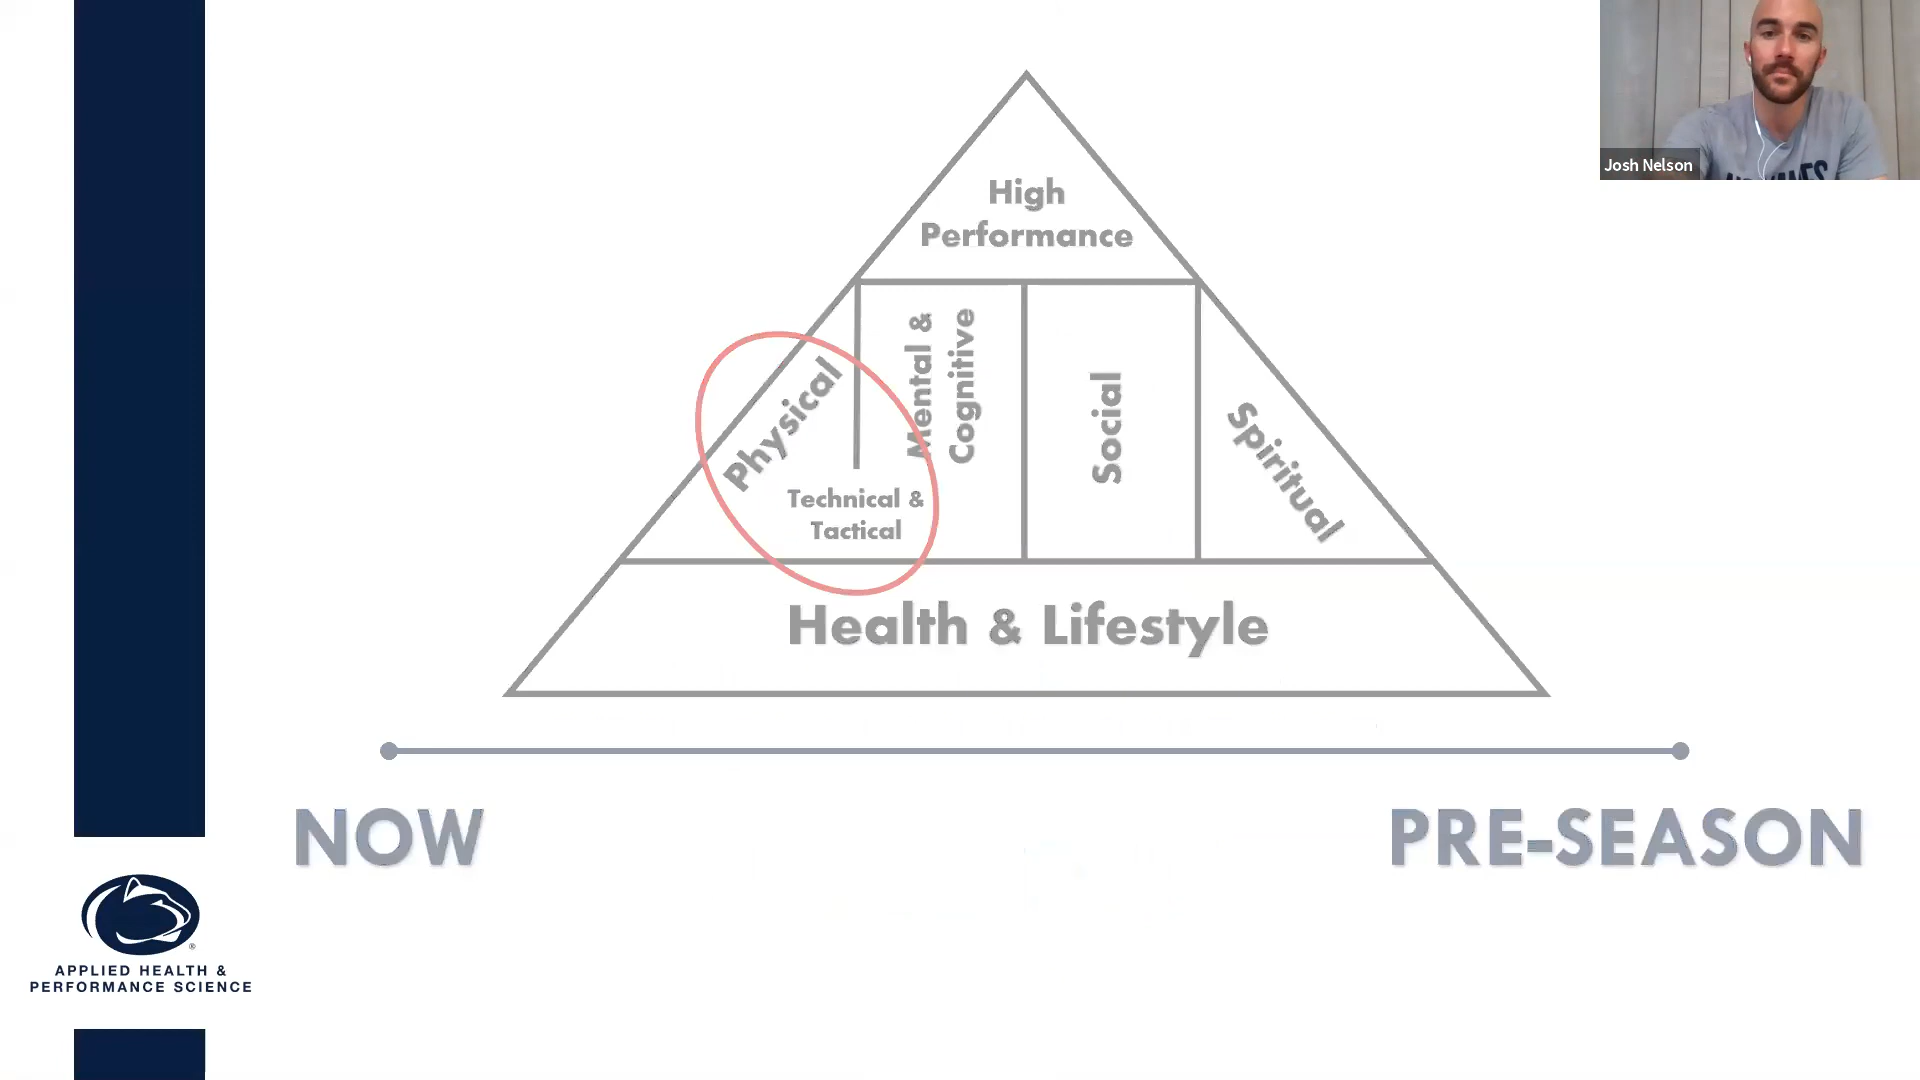 Josh Nelson
High
Performance
Physical
Mental &
Cognitive
Social
Spiritual
Technical &
Tactical
Health & Lifestyle
NOW
PRE-SEASON
®
APPLIED HEALTH &
PERFORMANCE SCIENCE